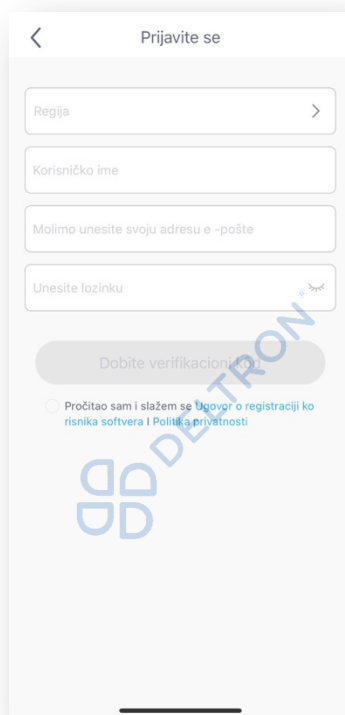 Prijavite se
Regija
Korisničko ime
Molimo unesite svoju adresu e -pošte
Unesite lozinku
Dobite verifikacioni kod
Pročitao sam i slažem se Ugovor o registraciji ko
risnika softvera I Politika privatnosti
DELTRON